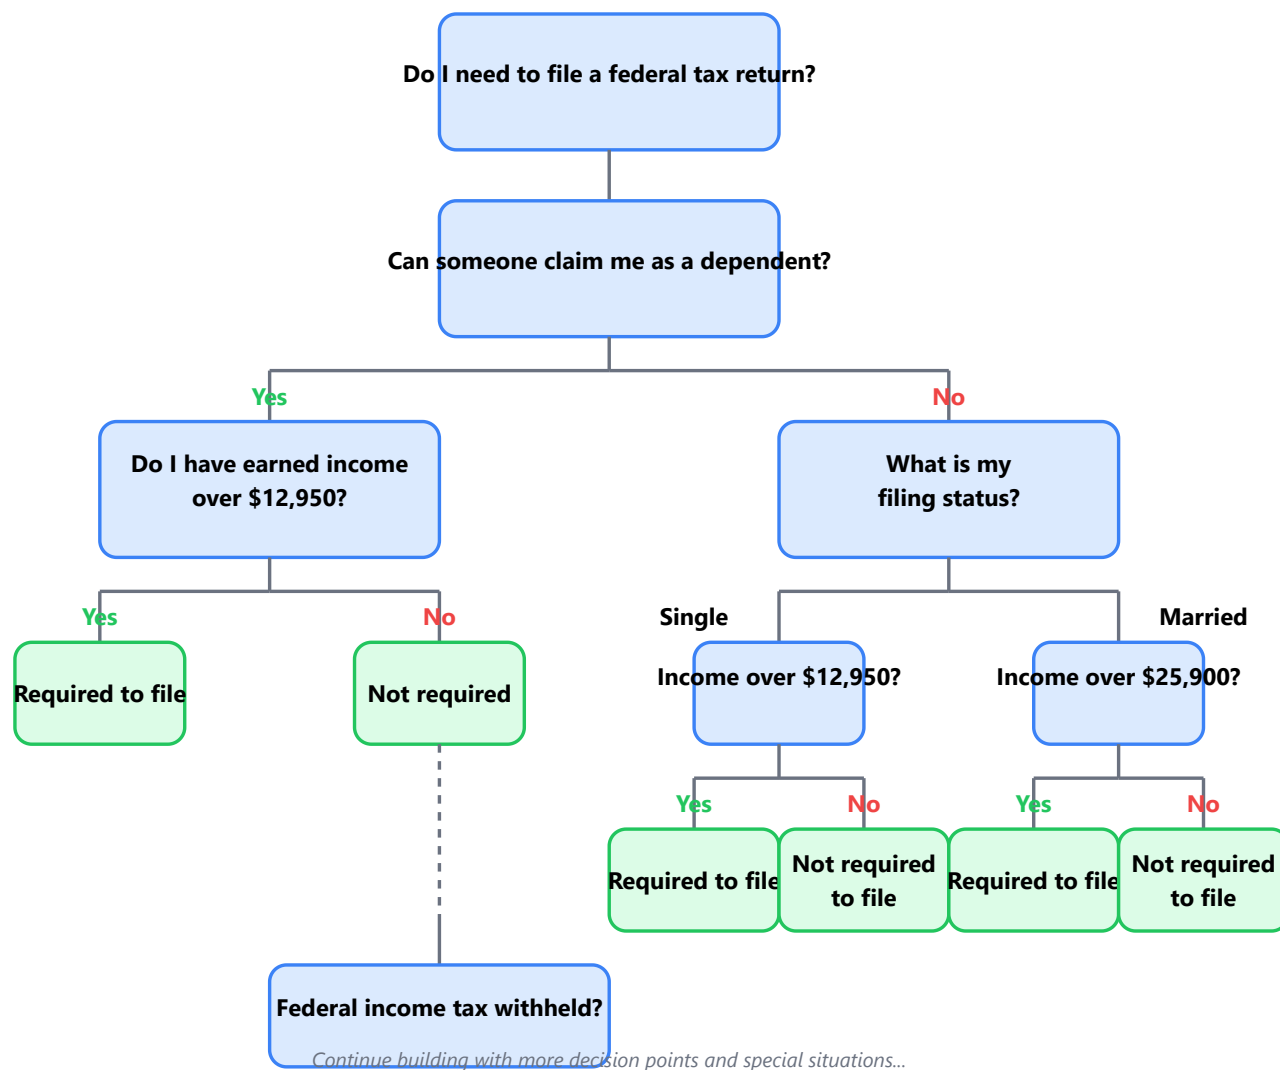 Do I need to file a federal tax return?
Can someone claim me as a dependent?
Yes
No
Do I have earned income
over $12,950?
What is my
filing status?
Yes
No
Single
Married
Required to file
Not required
Income over $12,950?
Income over $25,900?
Yes
No
Yes
No
Required to file
Not required
to file
Required to file
Not required
to file
Federal income tax withheld?
Continue building with more decision points and special situations...